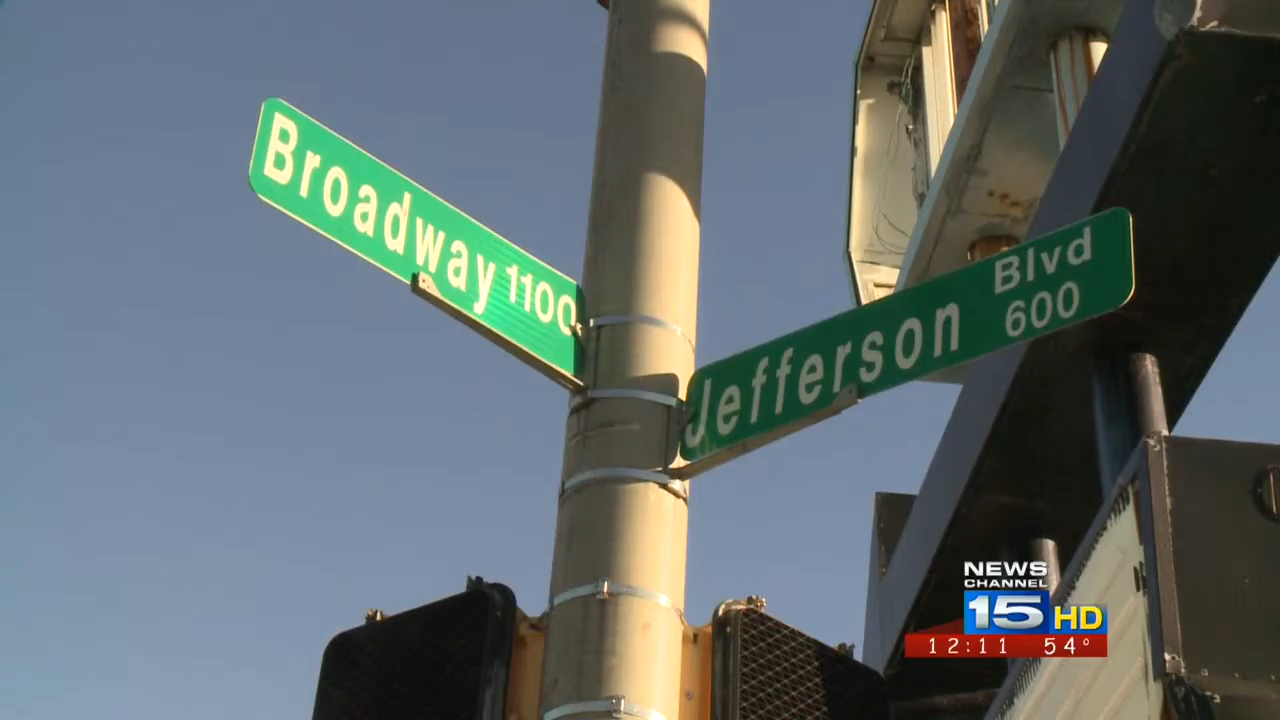 Broadway 1100
Jefferson Blvd
600
NEWS
CHANNEL
15 HD
12:11 54°